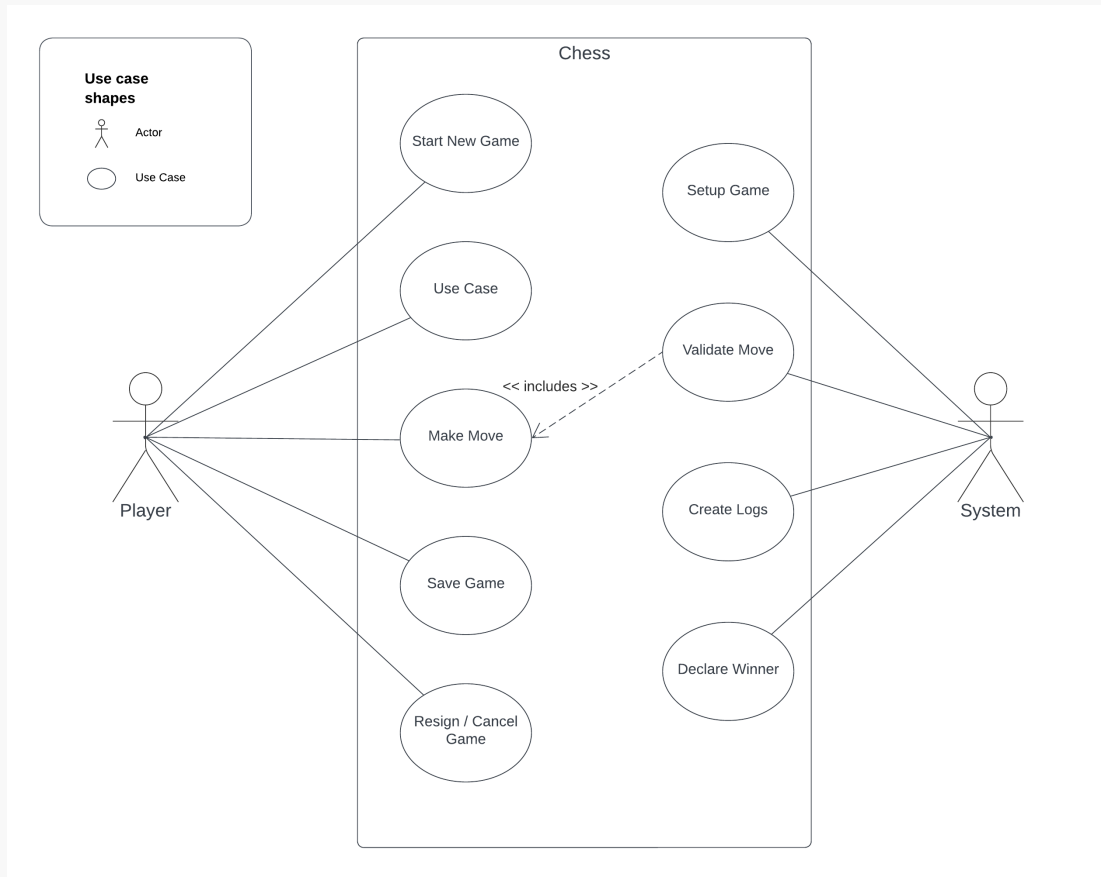 Use case
shapes
Actor
Use Case
Chess
Start New Game
Use Case
Make Move
Save Game
Resign / Cancel
Game
<< includes >>
Setup Game
Validate Move
Create Logs
Declare Winner
Player
System